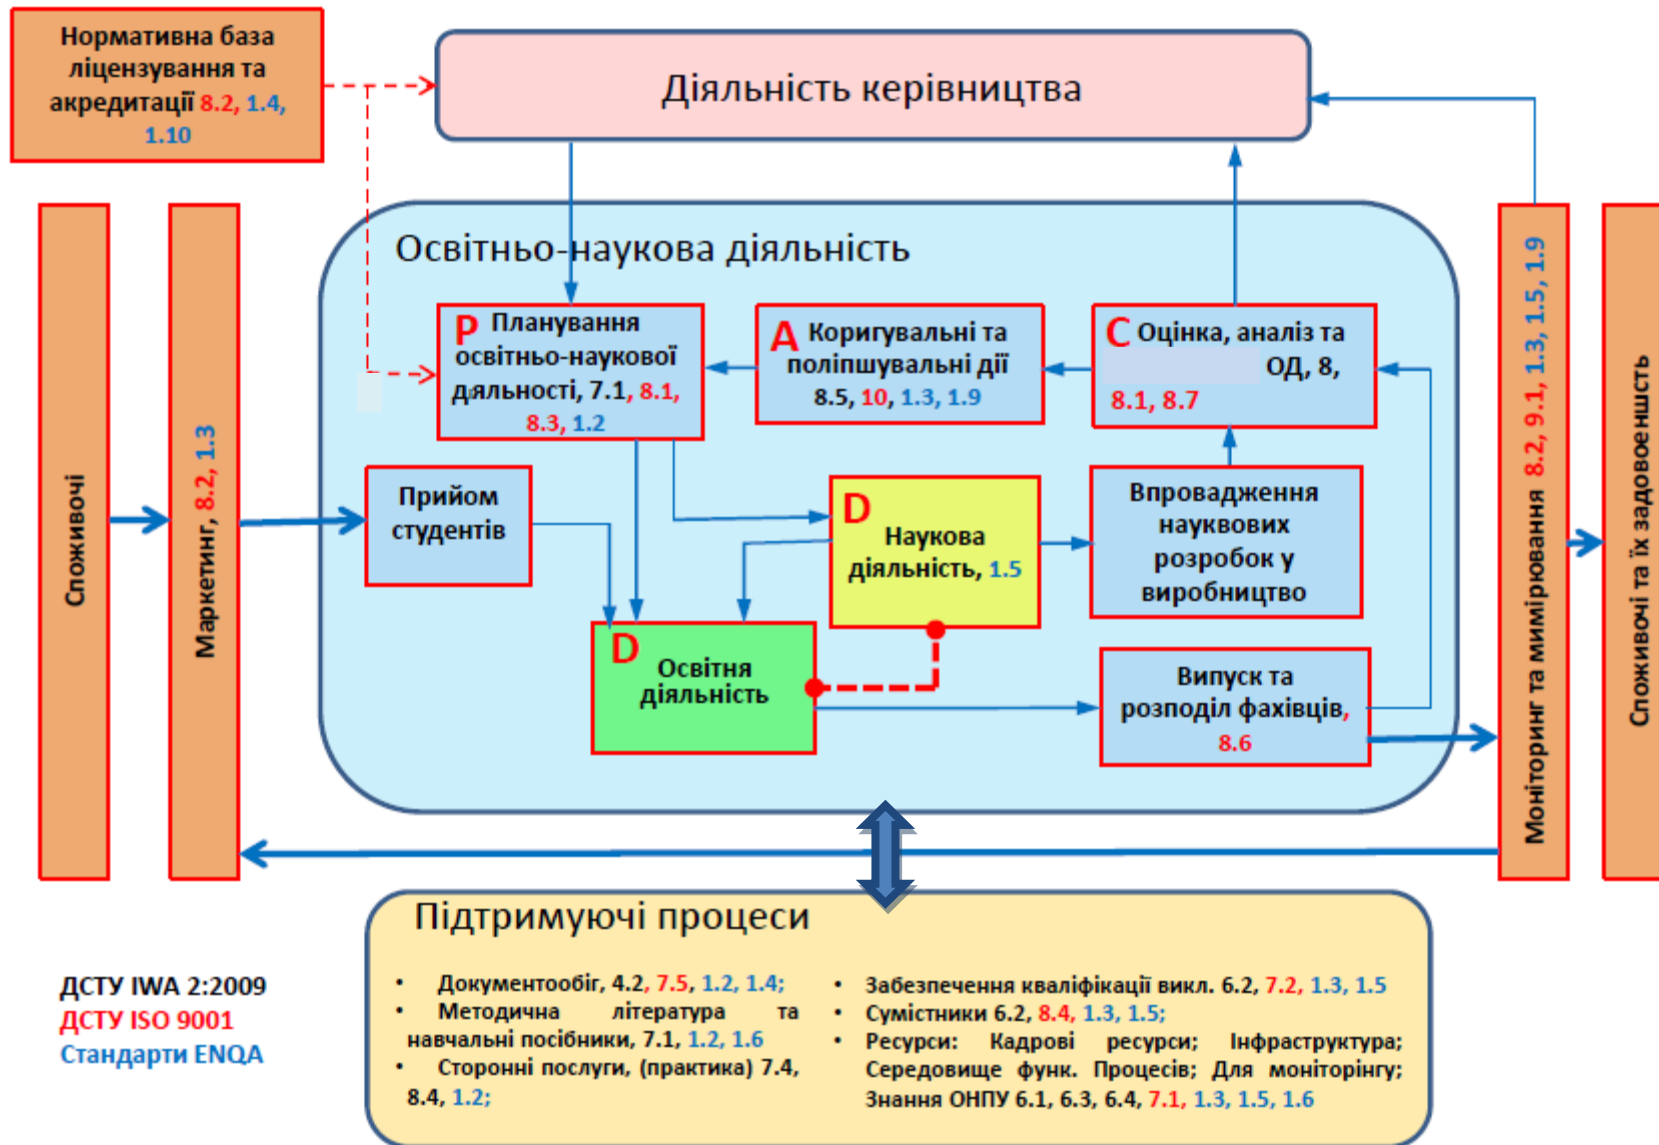 Нормативна база
ліцензування та
акредитації 8.2, 1.4,
1.10
Діяльність керівництва
Споживочі
Маркетинг, 8.2, 1.3
Освітньо-наукова діяльність
P Планування
освітньо-наукової
діяльності, 7.1, 8.1,
8.3, 1.2
A Коригувальні та
поліпшувальні дії
8.5, 10, 1.3, 1.9
C Оцінка, аналіз та
ОД, 8,
8.1, 8.7
Прийом
студентів
D
Наукова
діяльність, 1.5
Впровадження
науквових
розробок у
виробництво
D
Освітня
діяльність
Випуск та
розподіл фахівців,
8.6
Моніторинг та мимірювання 8.2, 9.1, 1.3, 1.5, 1.9
Споживочі та їх задовоеншсть
Підтримуючі процеси
• Документообіг, 4.2, 7.5, 1.2, 1.4;
• Методична література та
навчальні посібники, 7.1, 1.2, 1.6
• Сторонні послуги, (практика) 7.4,
8.4, 1.2;
• Забезпечення кваліфікації викл. 6.2, 7.2, 1.3, 1.5
• Сумістники 6.2, 8.4, 1.3, 1.5;
• Ресурси: Кадрові ресурси; Інфраструктура;
Середовище функ. Процесів; Для моніторінгу;
Знання ОНПУ 6.1, 6.3, 6.4, 7.1, 1.3, 1.5, 1.6
ДСТУ IWA 2:2009
ДСТУ ISO 9001
Стандарти ENQA